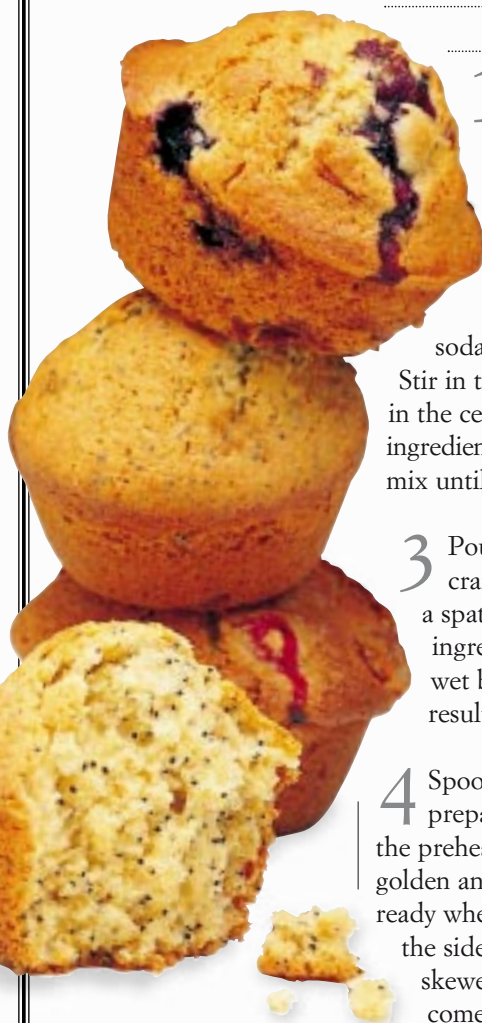 soda
Stir in t
in the ce
ingredien
mix until
3 Pou
cra
a spat
ingre
wet b
resul
4 Spoo
prepa
the prehea
golden an
ready whe
the side
skewe
come